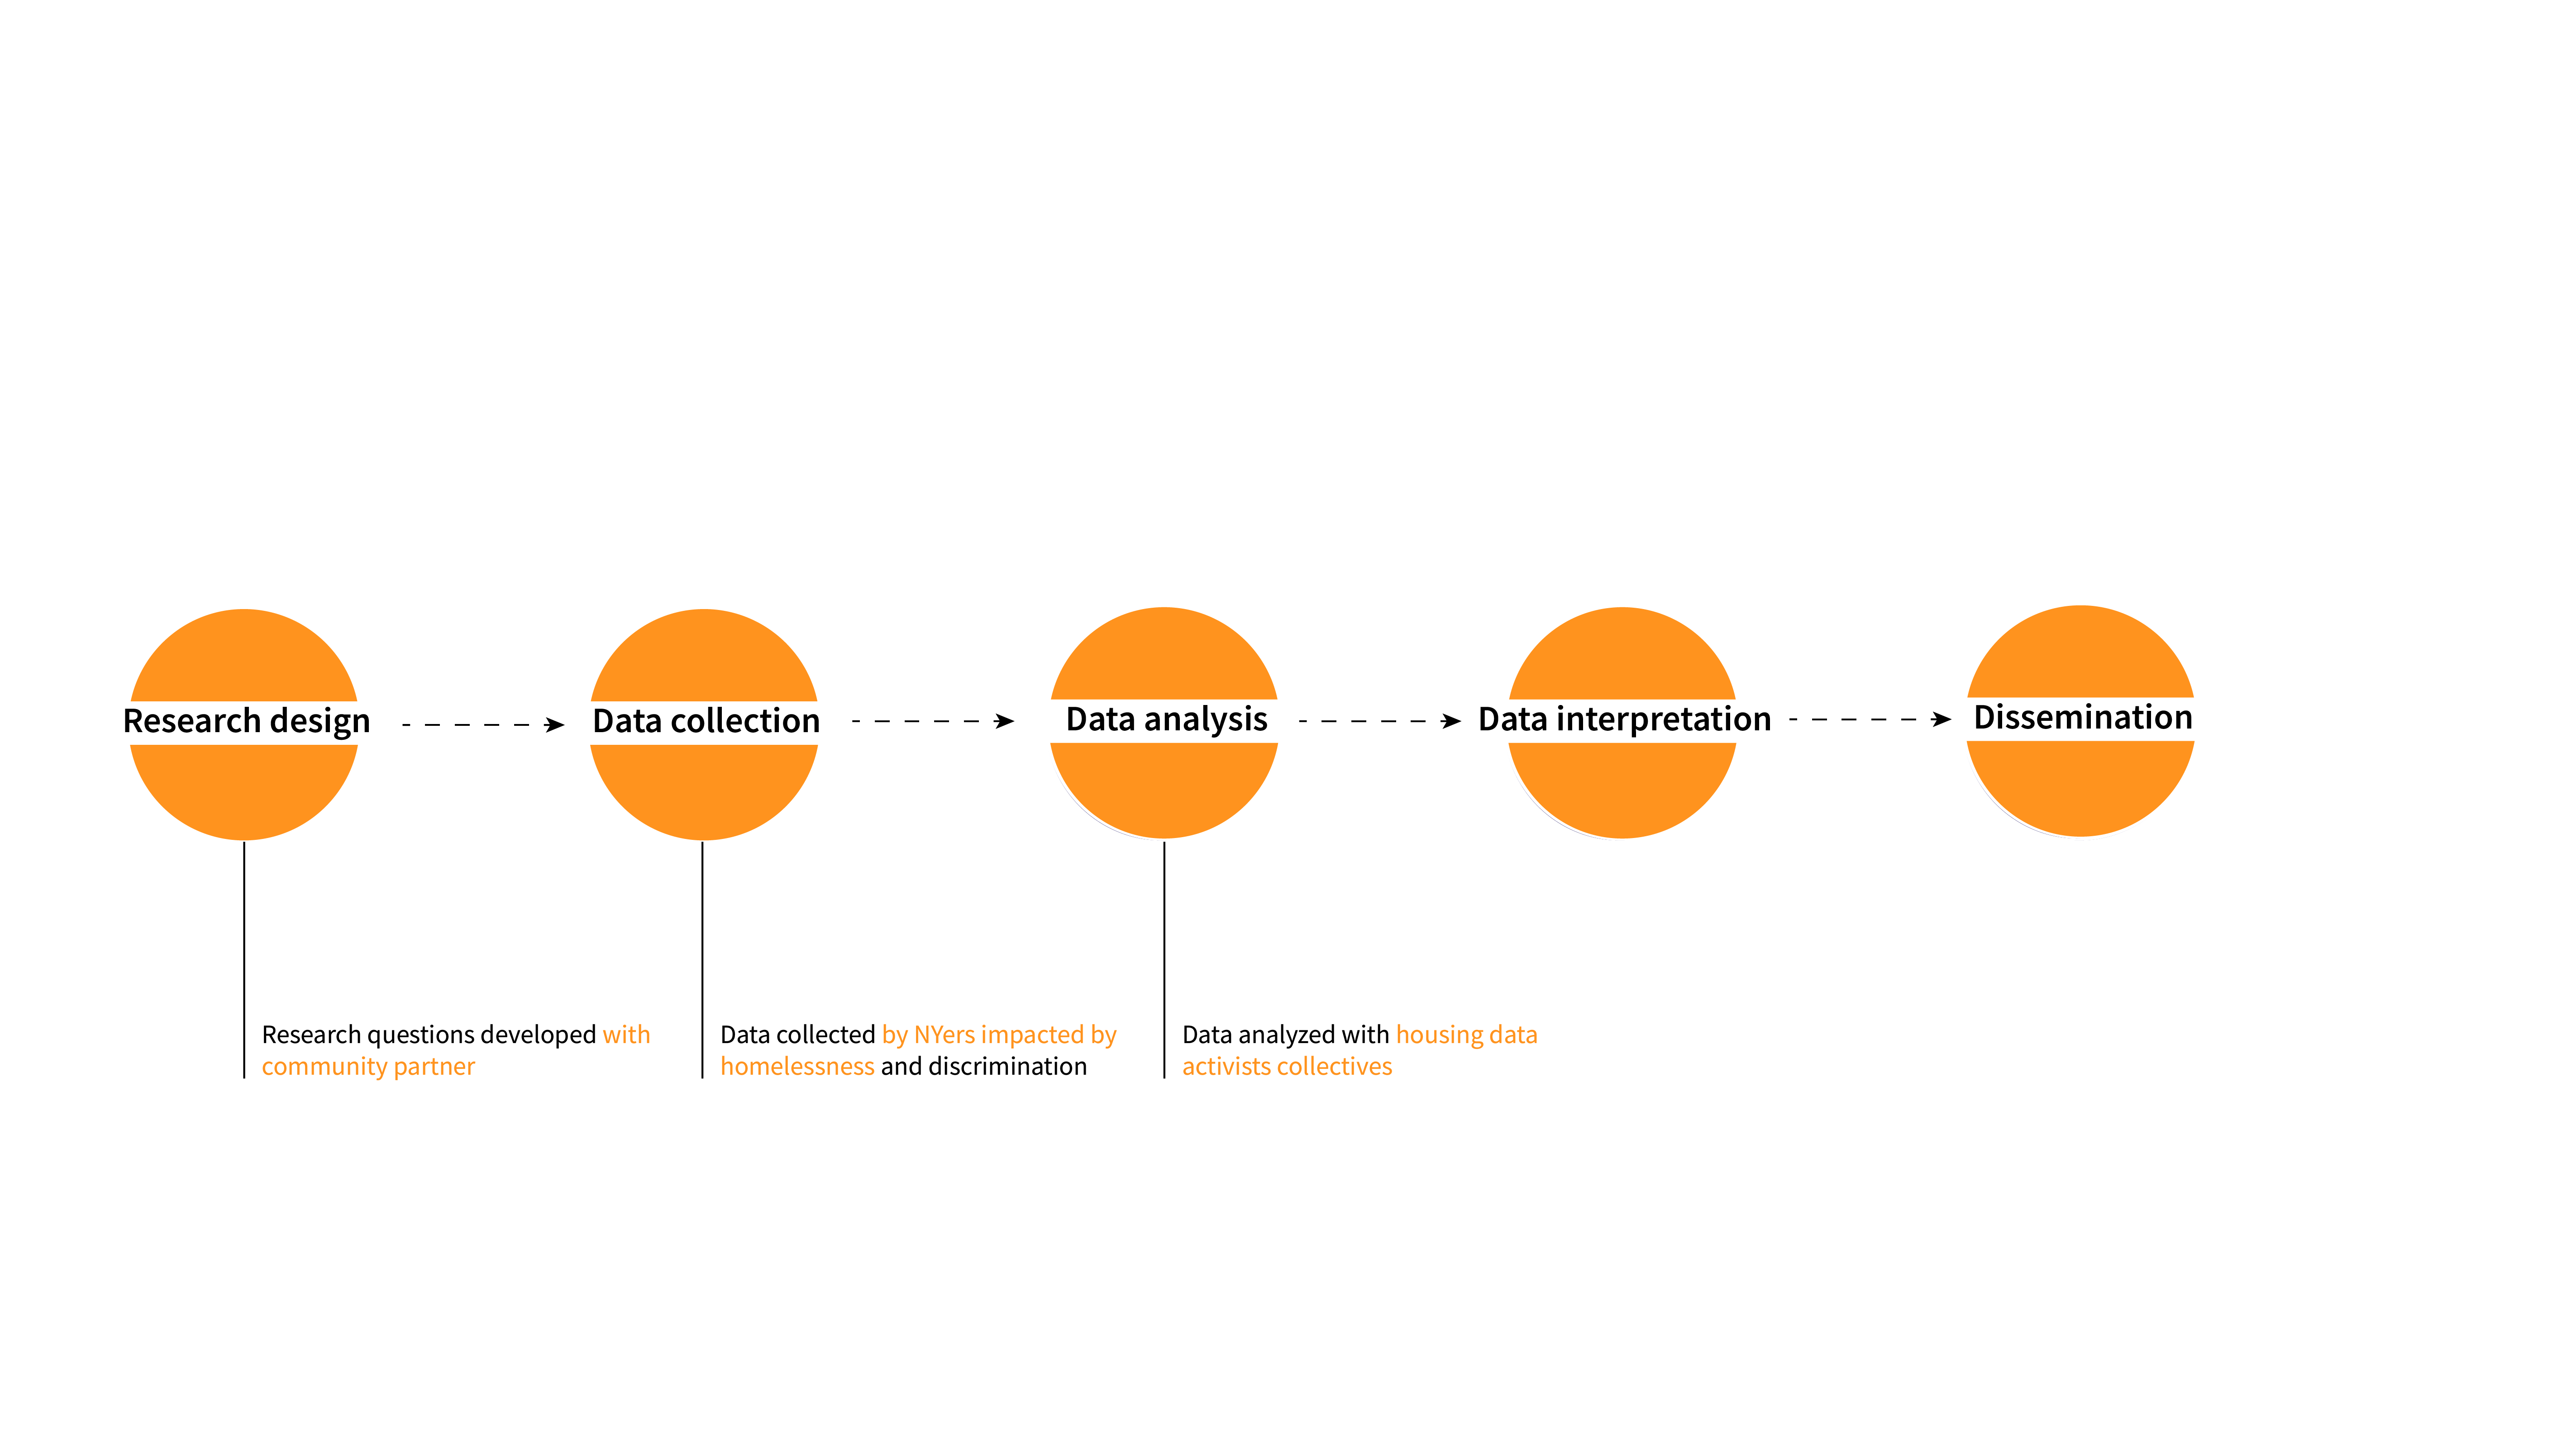 Research design
Data collection
Data analysis
Data interpretation
Dissemination
Research questions developed with
community partner
Data collected by NYers impacted by
homelessness and discrimination
Data analyzed with housing data
activists collectives